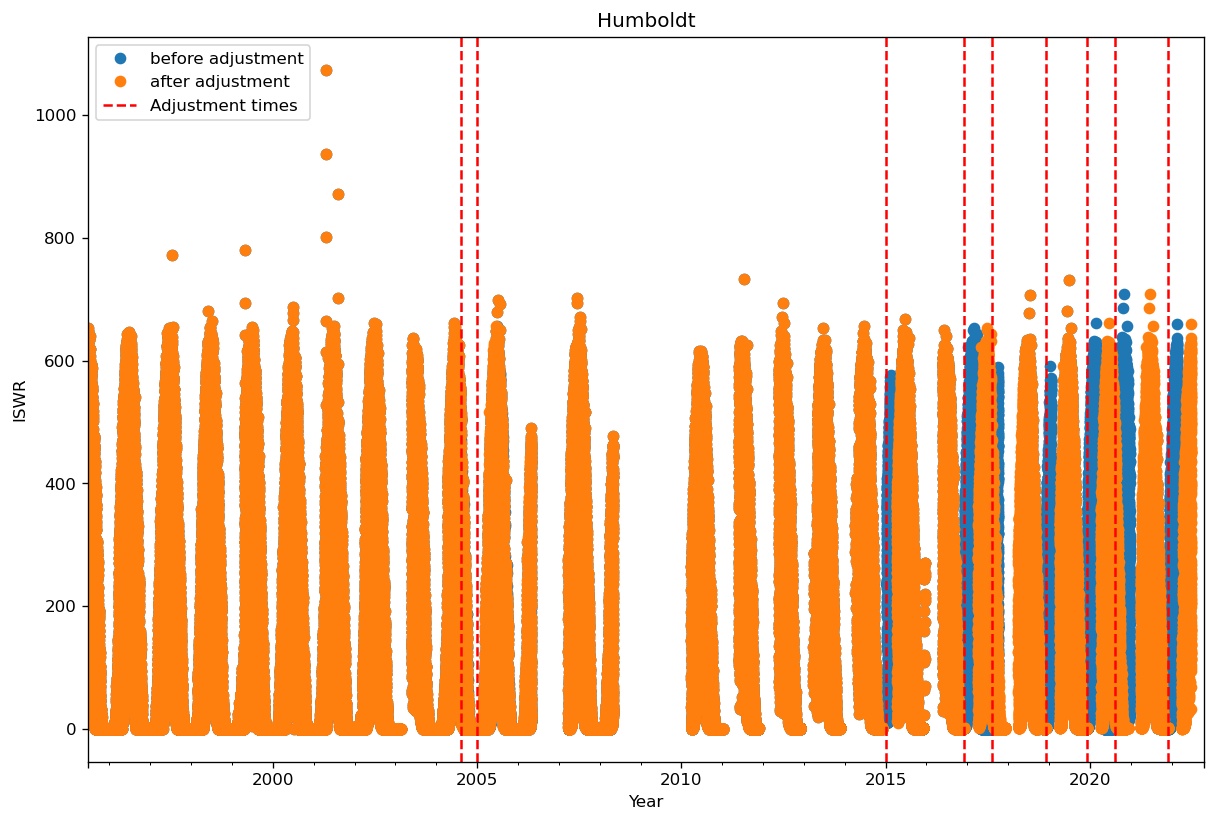 Humboldt
before adjustment
after adjustment
Adjustment times
1000
800
600
400
200
0
ISWR
2000 2005 2010 2015 2020
Year